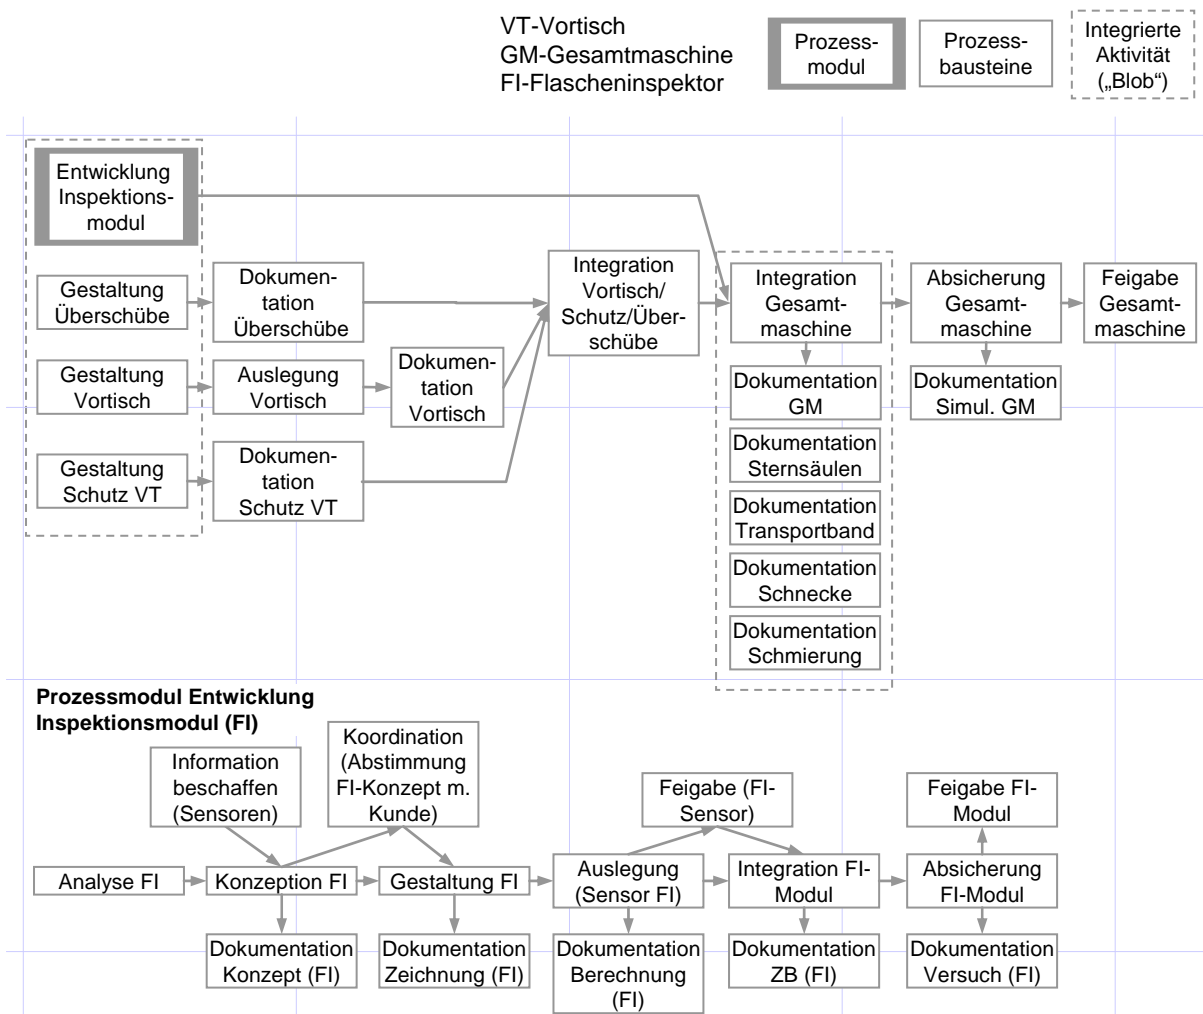 VT-Vortisch
GM-Gesamtmaschine
FI-Flascheninspektor
Prozess-
modul
Prozess-
bausteine
Integrierte
Aktivität
(„Blob“)
Entwicklung
Inspektions-
modul
Gestaltung
Überschübe
Dokumen-
tation
Überschübe
Integration
Vortisch/
Schutz/Über-
schübe
Integration
Gesamt-
maschine
Absicherung
Gesamt-
maschine
Feigabe
Gesamt-
maschine
Gestaltung
Vortisch
Auslegung
Vortisch
Dokumen-
tation
Vortisch
Dokumentation
GM
Dokumentation
Simul. GM
Gestaltung
Schutz VT
Dokumen-
tation
Schutz VT
Dokumentation
Sternsäulen
Dokumentation
Transportband
Dokumentation
Schnecke
Dokumentation
Schmierung
Prozessmodul Entwicklung
Inspektionsmodul (FI)
Information
beschaffen
(Sensoren)
Koordination
(Abstimmung
FI-Konzept m.
Kunde)
Feigabe (FI-
Sensor)
Feigabe FI-
Modul
Analyse FI
Konzeption FI
Gestaltung FI
Auslegung
(Sensor FI)
Integration FI-
Modul
Absicherung
FI-Modul
Dokumentation
Konzept (FI)
Dokumentation
Zeichnung (FI)
Dokumentation
Berechnung
(FI)
Dokumentation
ZB (FI)
Dokumentation
Versuch (FI)